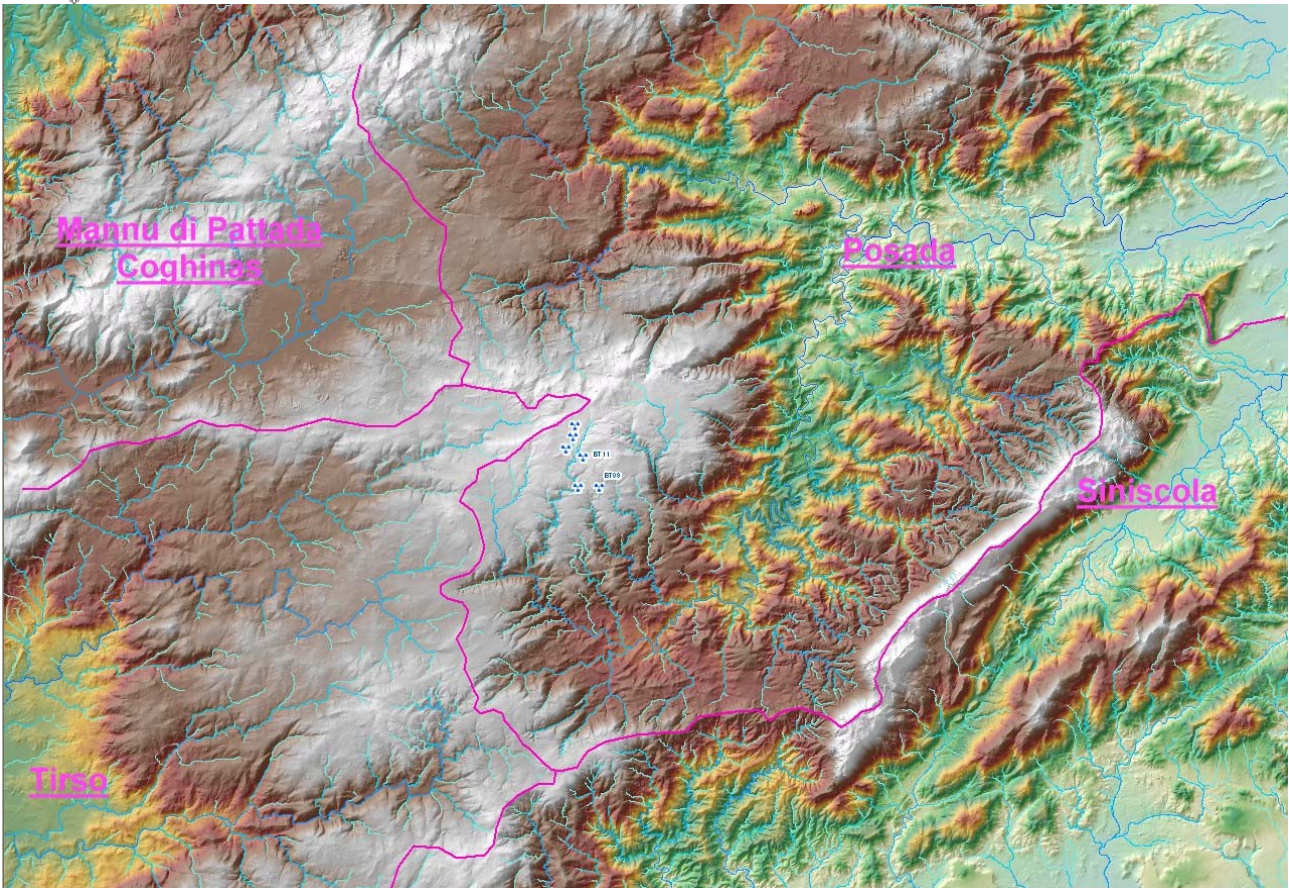 Mannu di Pattada
Coghinas
Posada
BT11
BT09
Siniscola
Tirso